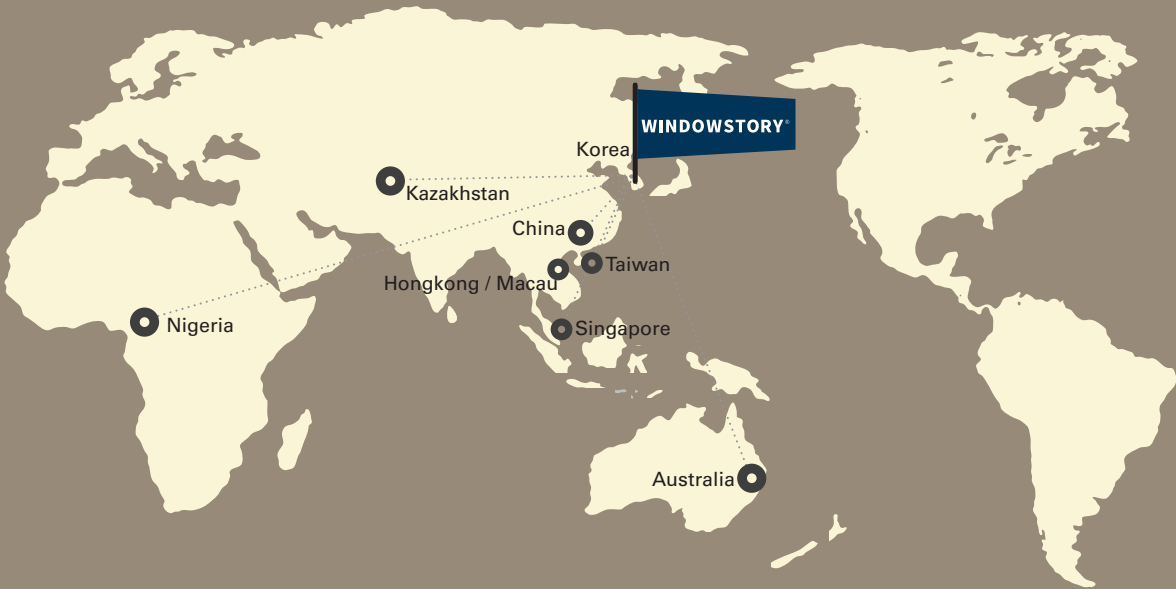 WINDOWSTORY®
Korea
Kazakhstan
China
Taiwan
Hongkong / Macau
Nigeria
Singapore
Australia